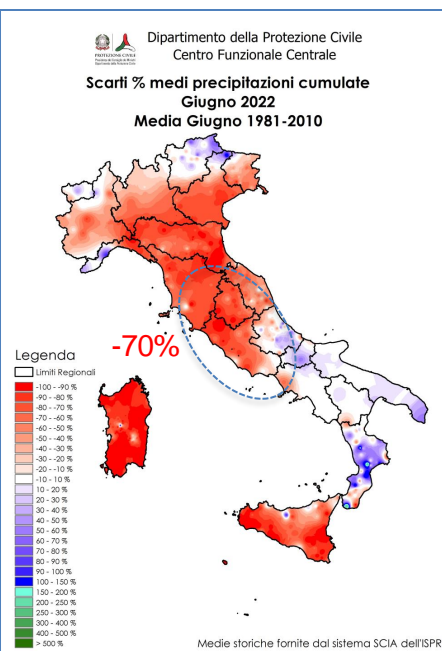 Dipartimento della Protezione Civile
Centro Funzionale Centrale
PROTEZIONE CIVILE
Scarti % medi precipitazioni cumulate
Giugno 2022
Media Giugno 1981-2010
-70%
Legenda
Limiti Regionali
-100 - -90 %
-90 - -80 %
-80 - -70 %
-70 - -60 %
-60 - -50 %
-50 - -40 %
-40 - -30 %
-30 - -20 %
-20 - -10 %
-10 - 10 %
10 - 20 %
20 - 30 %
30 - 40 %
40 - 50 %
50 - 60 %
60 - 70 %
70 - 80 %
80 - 90 %
90 - 100 %
100 - 150 %
150 - 200 %
200 - 250 %
250 - 300 %
300 - 400 %
400 - 500 %
> 500 %
Medie storiche fornite dal sistema SCIA dell'ISPR